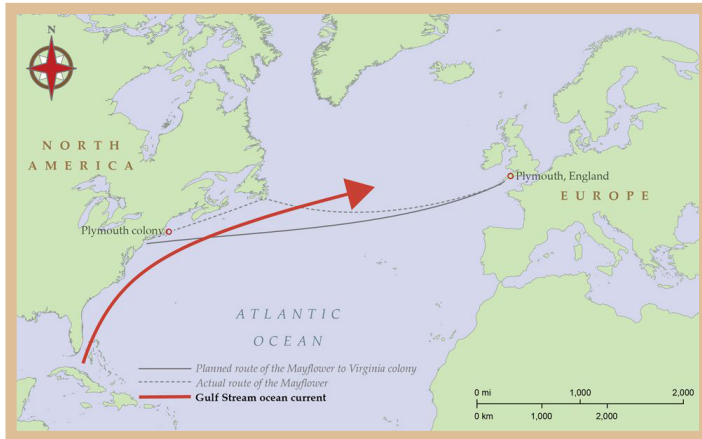 N
NORTH
AMERICA
Plymouth, England
EUROPE
Plymouth colony
ATLANTIC
OCEAN
Planned route of the Mayflower to Virginia colony
Actual route of the Mayflower
Gulf Stream ocean current
0 mi 1,000 2,000
0 km 1,000 2,000